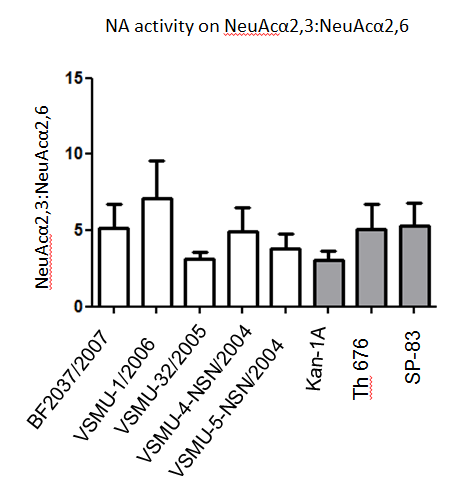 NA activity on NeuAcα2,3:NeuAcα2,6
NeuAcα2,3:NeuAcα2,6
15
10
5
0
BF2037/2007
VSMU-1/2006
VSMU-32/2005
VSMU-4-NSN/2004
VSMU-5-NSN/2004
Kan-1A
Th 676
SP-83